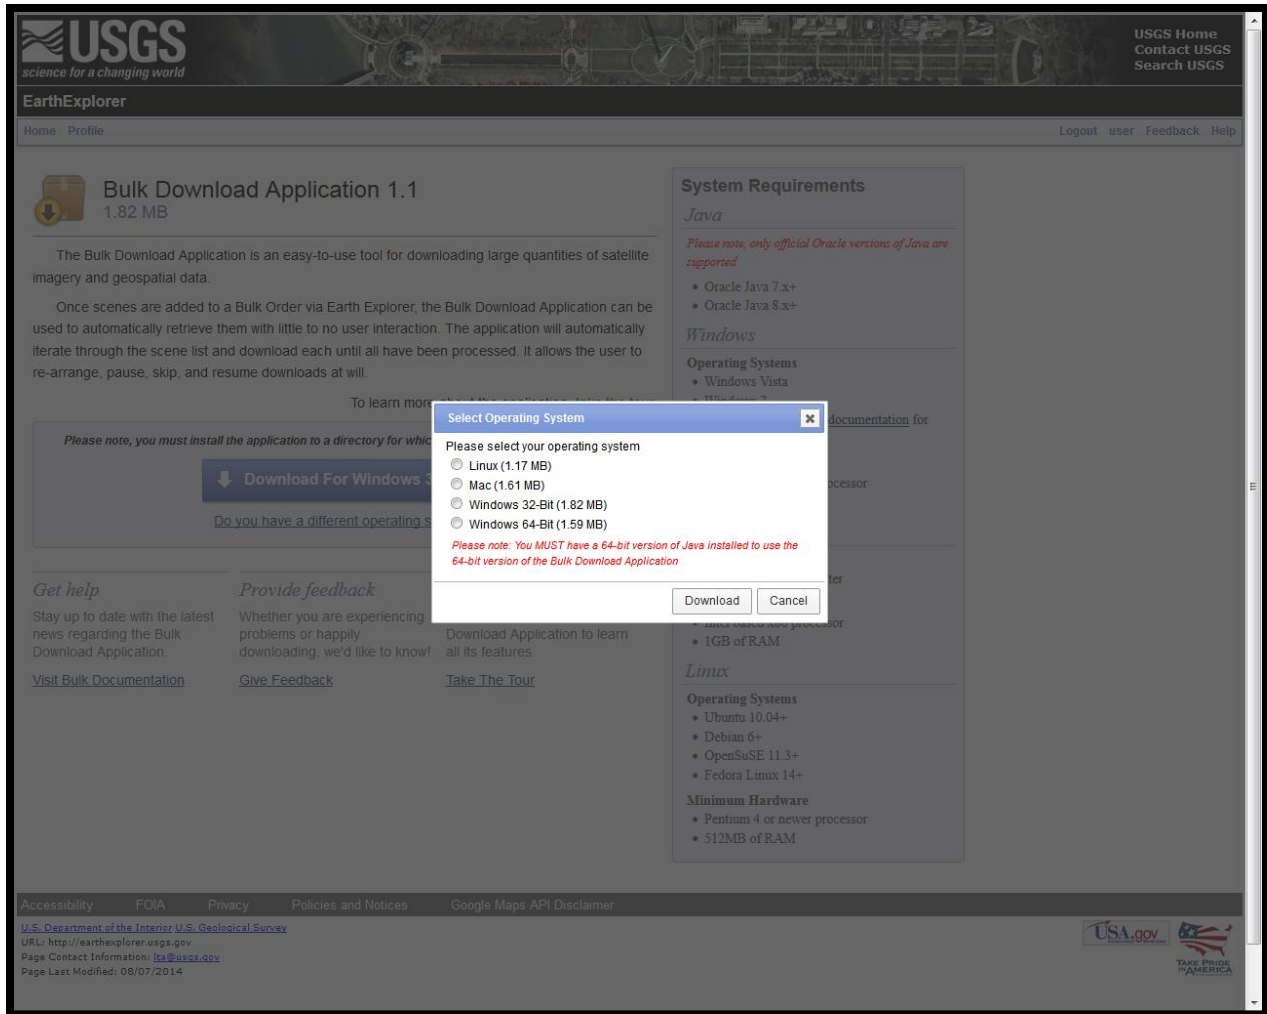 USGS
science for a changing world
USGS Home
Contact USGS
Search USGS
EarthExplorer
Home Profile
Logout user Feedback Help
Bulk Download Application 1.1
1.82 MB
The Bulk Download Application is an easy-to-use tool for downloading large quantities of satellite
imagery and geospatial data.
Once scenes are added to a Bulk Order via Earth Explorer, the Bulk Download Application can be
used to automatically retrieve them with little to no user interaction. The application will automatically
iterate through the scene list and download each until all have been processed. It allows the user to
re-arrange, pause, skip, and resume downloads at will.
To learn more
Please note, you must install the application to a directory for which
Download For Windows
Do you have a different operating
Get help
Stay up to date with the latest
news regarding the Bulk
Download Application.
Visit Bulk Documentation
Provide feedback
Whether you are experiencing
problems or happily
downloading, we'd like to know!
Give Feedback
Download Application to learn
all its features.
Take The Tour
Select Operating System
Please select your operating system
Linux (1.17 MB)
Mac (1.61 MB)
Windows 32-Bit (1.82 MB)
Windows 64-Bit (1.59 MB)
Please note: You MUST have a 64-bit version of Java installed to use the
64-bit version of the Bulk Download Application
Download Cancel
System Requirements
Java
Please note, only official Oracle versions of Java are
supported
Oracle Java 7.x+
Oracle Java 8.x+
Windows
Operating Systems
Windows Vista
documentation for
1GB of RAM
Linux
Operating Systems
Ubuntu 10.04+
Debian 6+
OpenSuSE 11.3+
Fedora Linux 14+
Minimum Hardware
Pentium 4 or newer processor
512MB of RAM
Accessibility FOIA Privacy Policies and Notices Google Maps API Disclaimer
U.S. Department of the Interior U.S. Geological Survey
URL: http://earthexplorer.usgs.gov
Page Contact Information: lta@usgs.gov
Page Last Modified: 08/07/2014
USA.gov
TAKE PRIDE
IN AMERICA